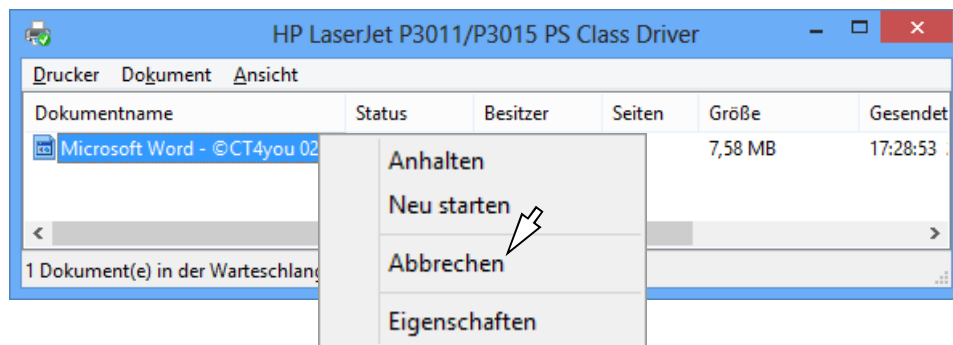 HP LaserJet P3011/P3015 PS Class Driver
Drucker Dokument Ansicht
Dokumentname Status Besitzer Seiten Größe Gesendet
Microsoft Word - ©CT4you 02 7,58 MB 17:28:53
Anhalten
Neu starten
Abbrechen
1 Dokument(e) in der
Eigenschaften